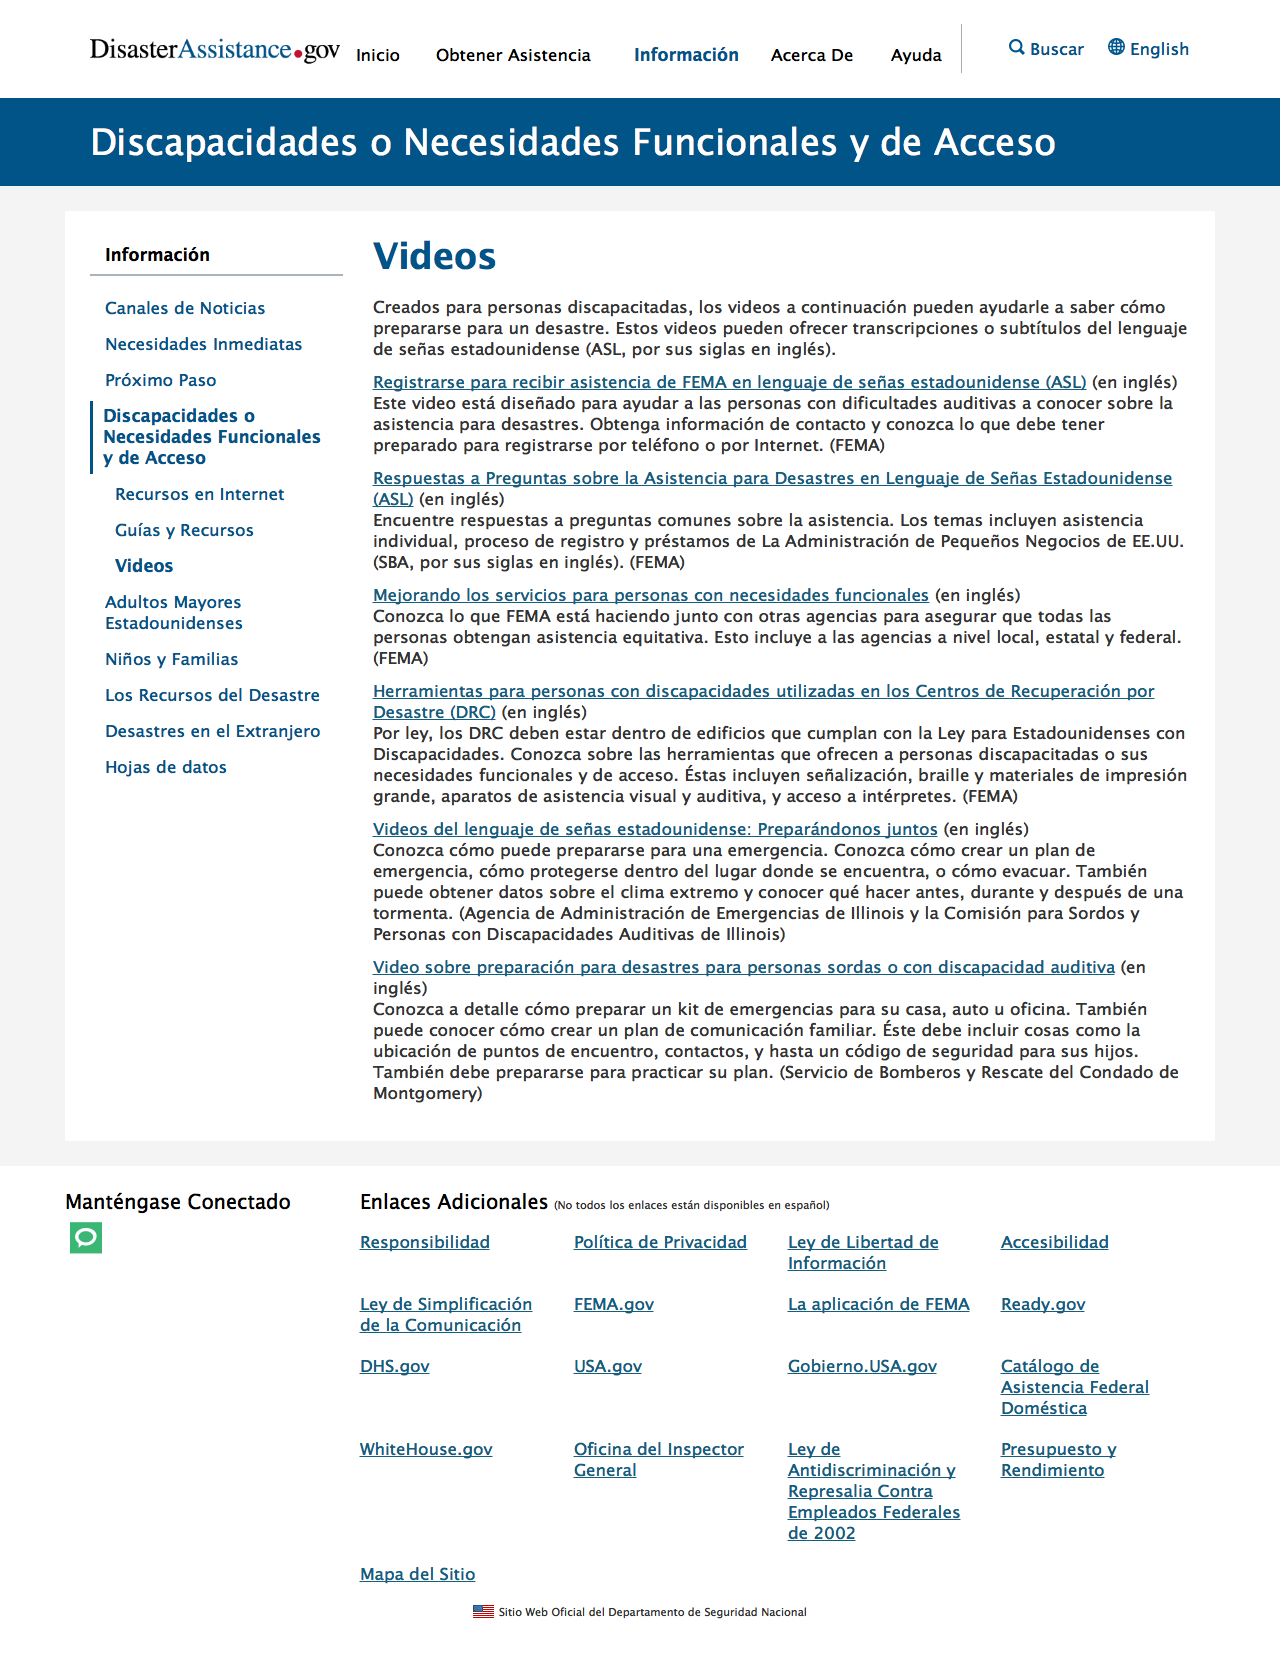 DisasterAssistance.gov Inicio Obtener Asistencia Información Acerca De Ayuda Buscar English
Discapacidades o Necesidades Funcionales y de Acceso
Información
Canales de Noticias
Necesidades Inmediatas
Próximo Paso
Discapacidades o
Necesidades Funcionales
y de Acceso
Recursos en Internet
Guías y Recursos
Videos
Adultos Mayores
Estadounidenses
Niños y Familias
Los Recursos del Desastre
Desastres en el Extranjero
Hojas de datos
Videos
Creados para personas discapacitadas, los videos a continuación pueden ayudarle a saber cómo
prepararse para un desastre. Estos videos pueden ofrecer transcripciones o subtítulos del lenguaje
de señas estadounidense (ASL, por sus siglas en inglés).
Registrarse para recibir asistencia de FEMA en lenguaje de señas estadounidense (ASL) (en inglés)
Este video está diseñado para ayudar a las personas con dificultades auditivas a conocer sobre la
asistencia para desastres. Obtenga información de contacto y conozca lo que debe tener
preparado para registrarse por teléfono o por Internet. (FEMA)
Respuestas a Preguntas sobre la Asistencia para Desastres en Lenguaje de Señas Estadounidense
(ASL) (en inglés)
Encuentre respuestas a preguntas comunes sobre la asistencia. Los temas incluyen asistencia
individual, proceso de registro y préstamos de La Administración de Pequeños Negocios de EE.UU.
(SBA, por sus siglas en inglés). (FEMA)
Mejorando los servicios para personas con necesidades funcionales (en inglés)
Conozca lo que FEMA está haciendo junto con otras agencias para asegurar que todas las
personas obtengan asistencia equitativa. Esto incluye a las agencias a nivel local, estatal y federal.
(FEMA)
Herramientas para personas con discapacidades utilizadas en los Centros de Recuperación por
Desastre (DRC) (en inglés)
Por ley, los DRC deben estar dentro de edificios que cumplan con la Ley para Estadounidenses con
Discapacidades. Conozca sobre las herramientas que ofrecen a personas discapacitadas o sus
necesidades funcionales y de acceso. Éstas incluyen señalización, braille y materiales de impresión
grande, aparatos de asistencia visual y auditiva, y acceso a intérpretes. (FEMA)
Videos del lenguaje de señas estadounidense: Preparándonos juntos (en inglés)
Conozca cómo puede prepararse para una emergencia. Conozca cómo crear un plan de
emergencia, cómo protegerse dentro del lugar donde se encuentra, o cómo evacuar. También
puede obtener datos sobre el clima extremo y conocer qué hacer antes, durante y después de una
tormenta. (Agencia de Administración de Emergencias de Illinois y la Comisión para Sordos y
Personas con Discapacidades Auditivas de Illinois)
Video sobre preparación para desastres para personas sordas o con discapacidad auditiva (en
inglés)
Conozca a detalle cómo preparar un kit de emergencias para su casa, auto u oficina. También
puede conocer cómo crear un plan de comunicación familiar. Éste debe incluir cosas como la
ubicación de puntos de encuentro, contactos, y hasta un código de seguridad para sus hijos.
También debe prepararse para practicar su plan. (Servicio de Bomberos y Rescate del Condado de
Montgomery)
Manténgase Conectado
Enlaces Adicionales (No todos los enlaces están disponibles en español)
Responsibilidad
Política de Privacidad
Ley de Libertad de
Información
Accesibilidad
Ley de Simplificación
de la Comunicación
FEMA.gov
La aplicación de FEMA
Ready.gov
DHS.gov
USA.gov
Gobierno.USA.gov
Catálogo de
Asistencia Federal
Doméstica
WhiteHouse.gov
Oficina del Inspector
General
Ley de
Antidiscriminación y
Represalia Contra
Empleados Federales
de 2002
Presupuesto y
Rendimiento
Mapa del Sitio
Sitio Web Oficial del Departamento de Seguridad Nacional